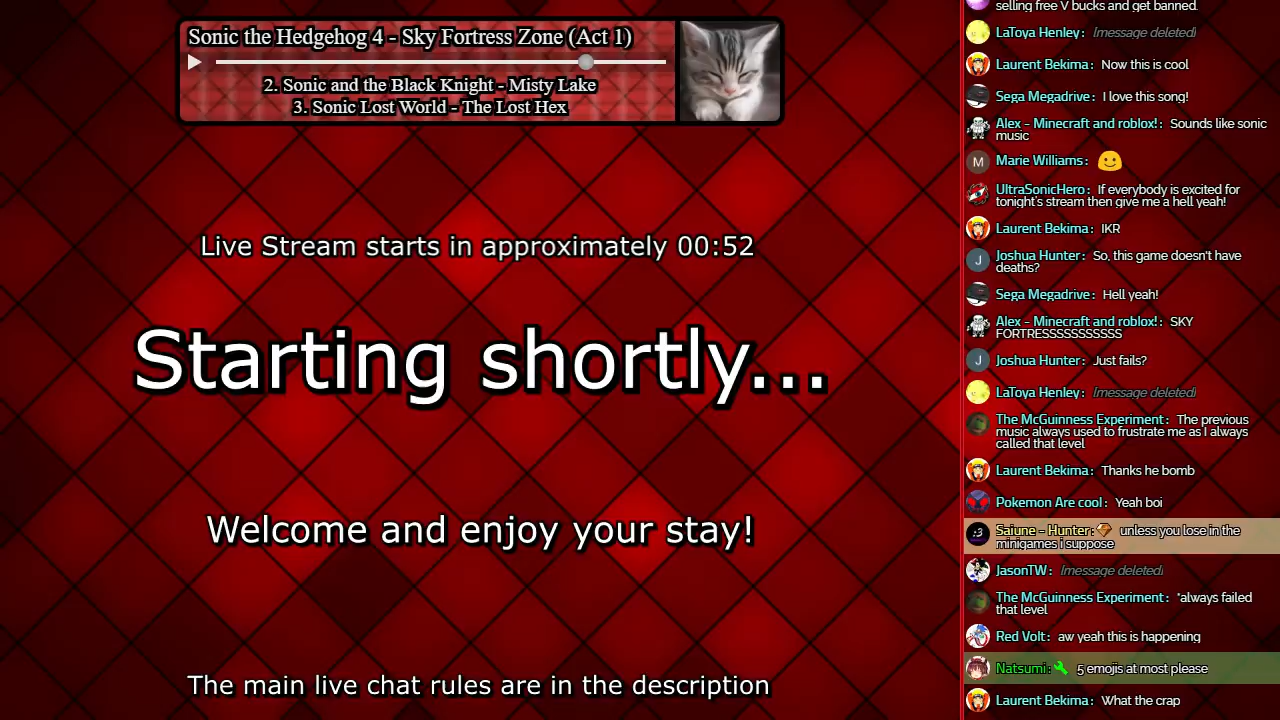 Sonic the Hedgehog 4 - Sky Fortress Zone (Act 1)
2. Sonic and the Black Knight - Misty Lake
3. Sonic Lost World - The Lost Hex
Live Stream starts in approximately 00:52
Starting shortly...
Welcome and enjoy your stay!
The main live chat rules are in the description
selling free V bucks and get banned.
LaToya Henley: [message deleted]
Laurent Bekima: Now this is cool
Sega Megadrive: I love this song!
Alex - Minecraft and roblox!: Sounds like sonic
music
M
Marie Williams:
UltraSonicHero: If everybody is excited for
tonight's stream then give me a hell yeah!
Laurent Bekima: IKR
J
Joshua Hunter: So, this game doesn't have
deaths?
Sega Megadrive: Hell yeah!
Alex - Minecraft and roblox!: SKY
FORTRESSSSSSSSSSS
J
Joshua Hunter: Just fails?
LaToya Henley: [message deleted]
The McGuinness Experiment: The previous
music always used to frustrate me as I always
called that level
Laurent Bekima: Thanks he bomb
Pokemon Are cool: Yeah boi
Saiune - Hunter: unless you lose in the
minigames i suppose
JasonTW: [message deleted]
The McGuinness Experiment: *always failed
that level
Red Volt: aw yeah this is happening
Natsumi: 5 emojis at most please
Laurent Bekima: What the crap